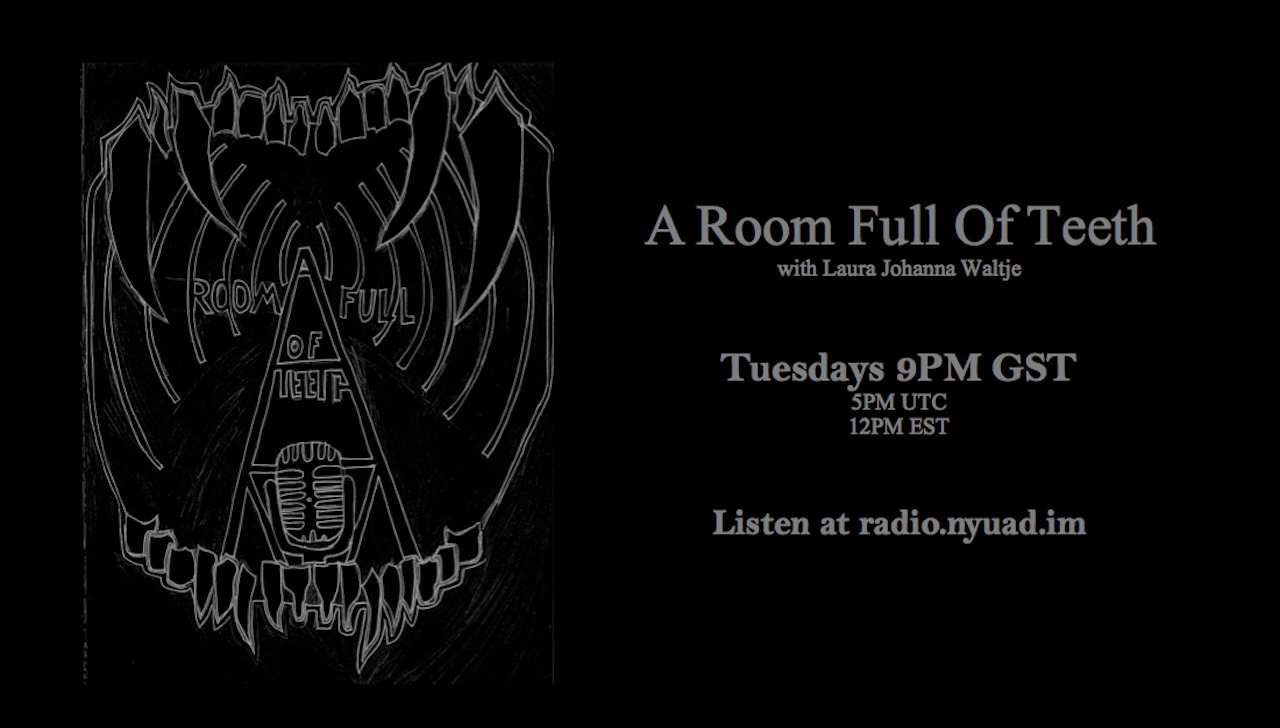 ROOM FULL
OF
TEETH
A Room Full Of Teeth
with Laura Johanna Waltje
Tuesdays 9PM GST
5PM UTC
12PM EST
Listen at radio.nyuad.im